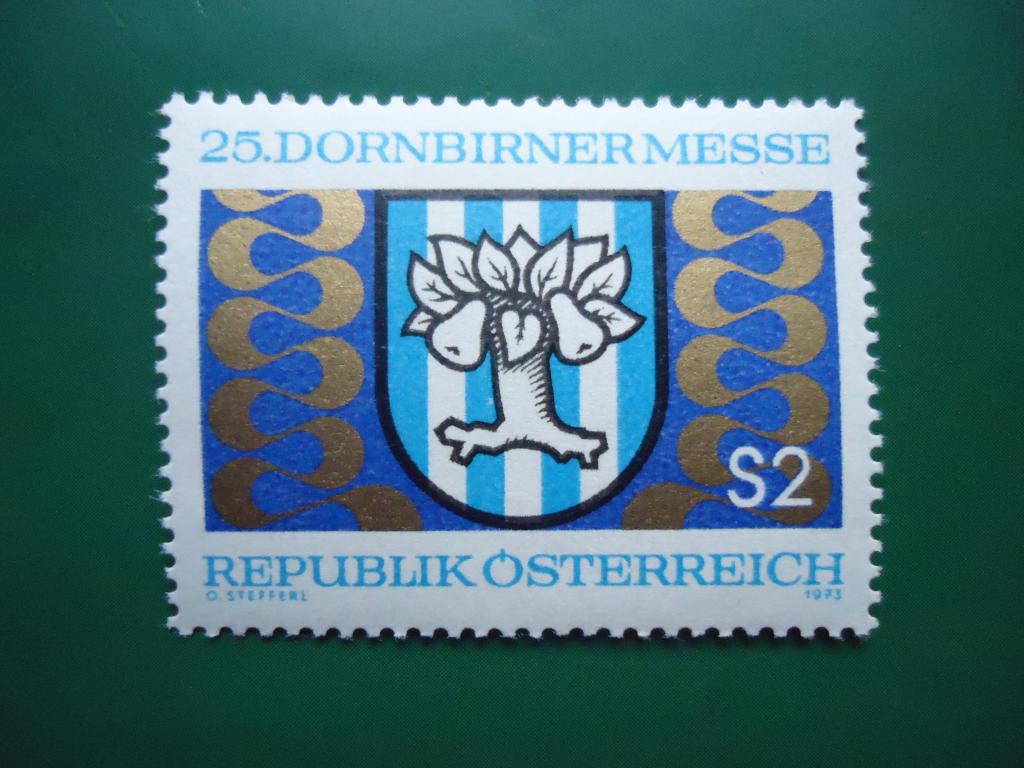 25. DORNBIRNER MESSE
S2
REPUBLIK ÖSTERREICH
O. STEFFERL 1973